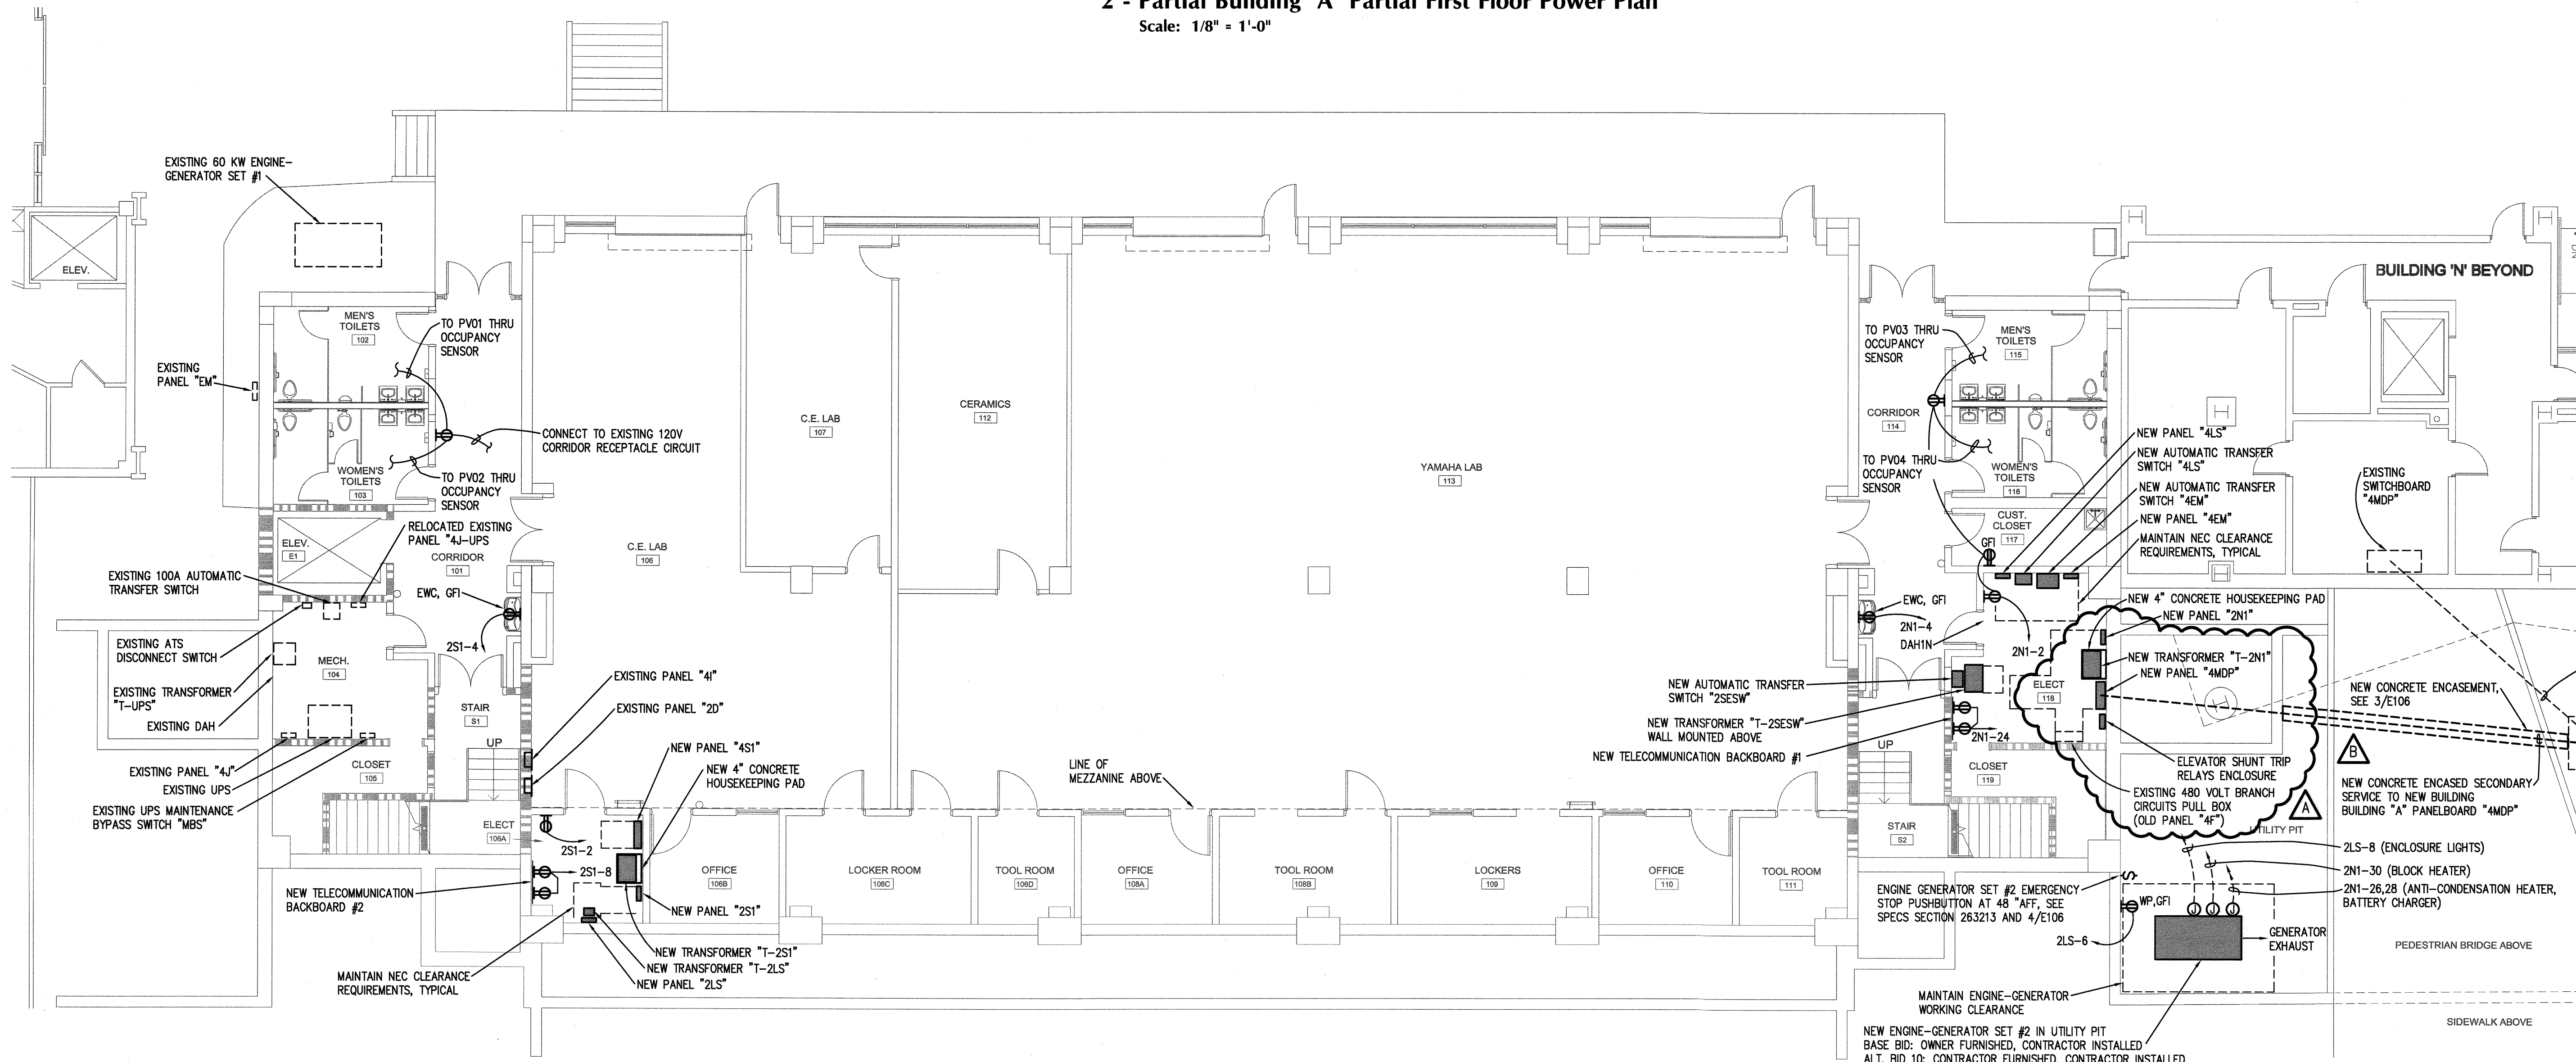 2 - Partial Building "A" Partial First Floor Power Plan
Scale: 1/8" = 1'-0"
EXISTING 60 KW ENGINE-
GENERATOR SET #1
ELEV.
MEN'S
TOILETS
102
TO PV01 THRU
OCCUPANCY
SENSOR
EXISTING
PANEL "EM"
CONNECT TO EXISTING 120V
CORRIDOR RECEPTACLE CIRCUIT
WOMEN'S
TOILETS
103
TO PV02 THRU
OCCUPANCY
SENSOR
RELOCATED EXISTING
PANEL "4J-UPS
ELEV.
E1
CORRIDOR
101
EXISTING 100A AUTOMATIC
TRANSFER SWITCH
EWC, GFI
2S1-4
EXISTING ATS
DISCONNECT SWITCH
MECH.
104
EXISTING TRANSFORMER
"T-UPS"
EXISTING DAH
STAIR
S1
UP
EXISTING PANEL "4J"
EXISTING UPS
EXISTING UPS MAINTENANCE
BYPASS SWITCH "MBS"
CLOSET
105
C.E. LAB
106
C.E. LAB
107
CERAMICS
112
YAMAHA LAB
113
EXISTING PANEL "4I"
EXISTING PANEL "2D"
NEW PANEL "4S1"
NEW 4" CONCRETE
HOUSEKEEPING PAD
LINE OF
MEZZANINE ABOVE
ELECT
106A
2S1-2
2S1-8
NEW TELECOMMUNICATION
BACKBOARD #2
NEW PANEL "2S1"
NEW TRANSFORMER "T-2S1"
NEW TRANSFORMER "T-2LS"
NEW PANEL "2LS"
MAINTAIN NEC CLEARANCE
REQUIREMENTS, TYPICAL
OFFICE
106B
LOCKER ROOM
106C
TOOL ROOM
106D
OFFICE
108A
TOOL ROOM
108B
LOCKERS
109
OFFICE
110
TOOL ROOM
111
TO PV03 THRU
OCCUPANCY
SENSOR
MEN'S
TOILETS
115
CORRIDOR
114
TO PV04 THRU
OCCUPANCY
SENSOR
WOMEN'S
TOILETS
116
CUST.
CLOSET
117
GFI
EWC, GFI
2N1-4
DAH1N
2N1-2
BUILDING 'N' BEYOND
NEW PANEL "4LS"
NEW AUTOMATIC TRANSFER
SWITCH "4LS"
NEW AUTOMATIC TRANSFER
SWITCH "4EM"
NEW PANEL "4EM"
MAINTAIN NEC CLEARANCE
REQUIREMENTS, TYPICAL
EXISTING
SWITCHBOARD
"4MDP"
NEW 4" CONCRETE HOUSEKEEPING PAD
NEW PANEL "2N1"
NEW TRANSFORMER "T-2N1"
NEW PANEL "4MDP"
ELECT
118
NEW AUTOMATIC TRANSFER
SWITCH "2SESW"
NEW TRANSFORMER "T-2SESW"
WALL MOUNTED ABOVE
NEW TELECOMMUNICATION BACKBOARD #1
2N1-24
UP
CLOSET
119
STAIR
S2
NEW CONCRETE ENCASEMENT,
SEE 3/E106
B
ELEVATOR SHUNT TRIP
RELAYS ENCLOSURE
EXISTING 480 VOLT BRANCH
CIRCUITS PULL BOX
(OLD PANEL "4F")
A
UTILITY PIT
NEW CONCRETE ENCASED SECONDARY
SERVICE TO NEW BUILDING
BUILDING "A" PANELBOARD "4MDP"
2LS-8 (ENCLOSURE LIGHTS)
2N1-30 (BLOCK HEATER)
2N1-26,28 (ANTI-CONDENSATION HEATER,
BATTERY CHARGER)
ENGINE GENERATOR SET #2 EMERGENCY
STOP PUSHBUTTON AT 48 "AFF, SEE
SPECS SECTION 263213 AND 4/E106
S
WP,GFI
J J J
2LS-6
GENERATOR
EXHAUST
PEDESTRIAN BRIDGE ABOVE
MAINTAIN ENGINE-GENERATOR
WORKING CLEARANCE
SIDEWALK ABOVE
NEW ENGINE-GENERATOR SET #2 IN UTILITY PIT
BASE BID: OWNER FURNISHED, CONTRACTOR INSTALLED
ALT. BID 10: CONTRACTOR FURNISHED, CONTRACTOR INSTALLED